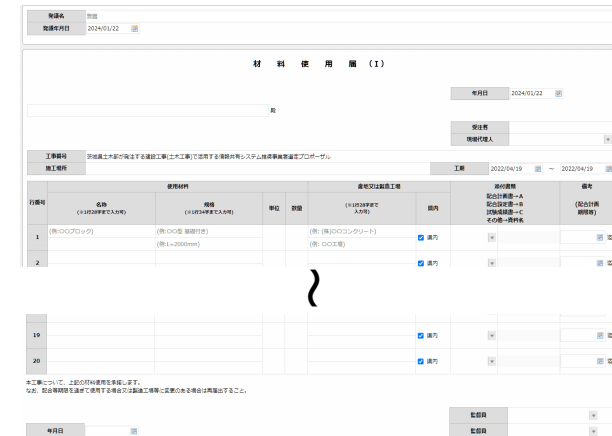 発議名
発議年月日 2024/01/22
材 料 使 用 届 (I)
年月日 2024/01/22
殿
受注者
現場代理人
工事番号 茨城県土木部が発注する建設工事(土木工事)で活用する情報共有システム推奨事業者選定プロポーザル
施工場所 工期 2022/04/19 ~ 2022/04/19
使用材料 産地又は製造工場 添付書類 備考
行番号 名称 規格 単位 数量 県内
(※1行28字まで入力可) (※1行34字まで入力可) (※1行28字まで
入力可)
配合計画書→A
配合設定書→B
試験成績書→C
その他→資料名
(配合計画
期限等)
1 (例:〇〇ブロック) (例:〇〇型 基礎付き) (例: (株)〇〇コンクリート) 県内
(例:L=2000mm) (例: 〇〇工場)
2 県内
19 県内
20 県内
本工事について、上記の材料使用を承諾します。
なお、配合等期限を過ぎて使用する場合又は製造工場等に変更のある場合は再届出すること。
監督員
年月日 監督員